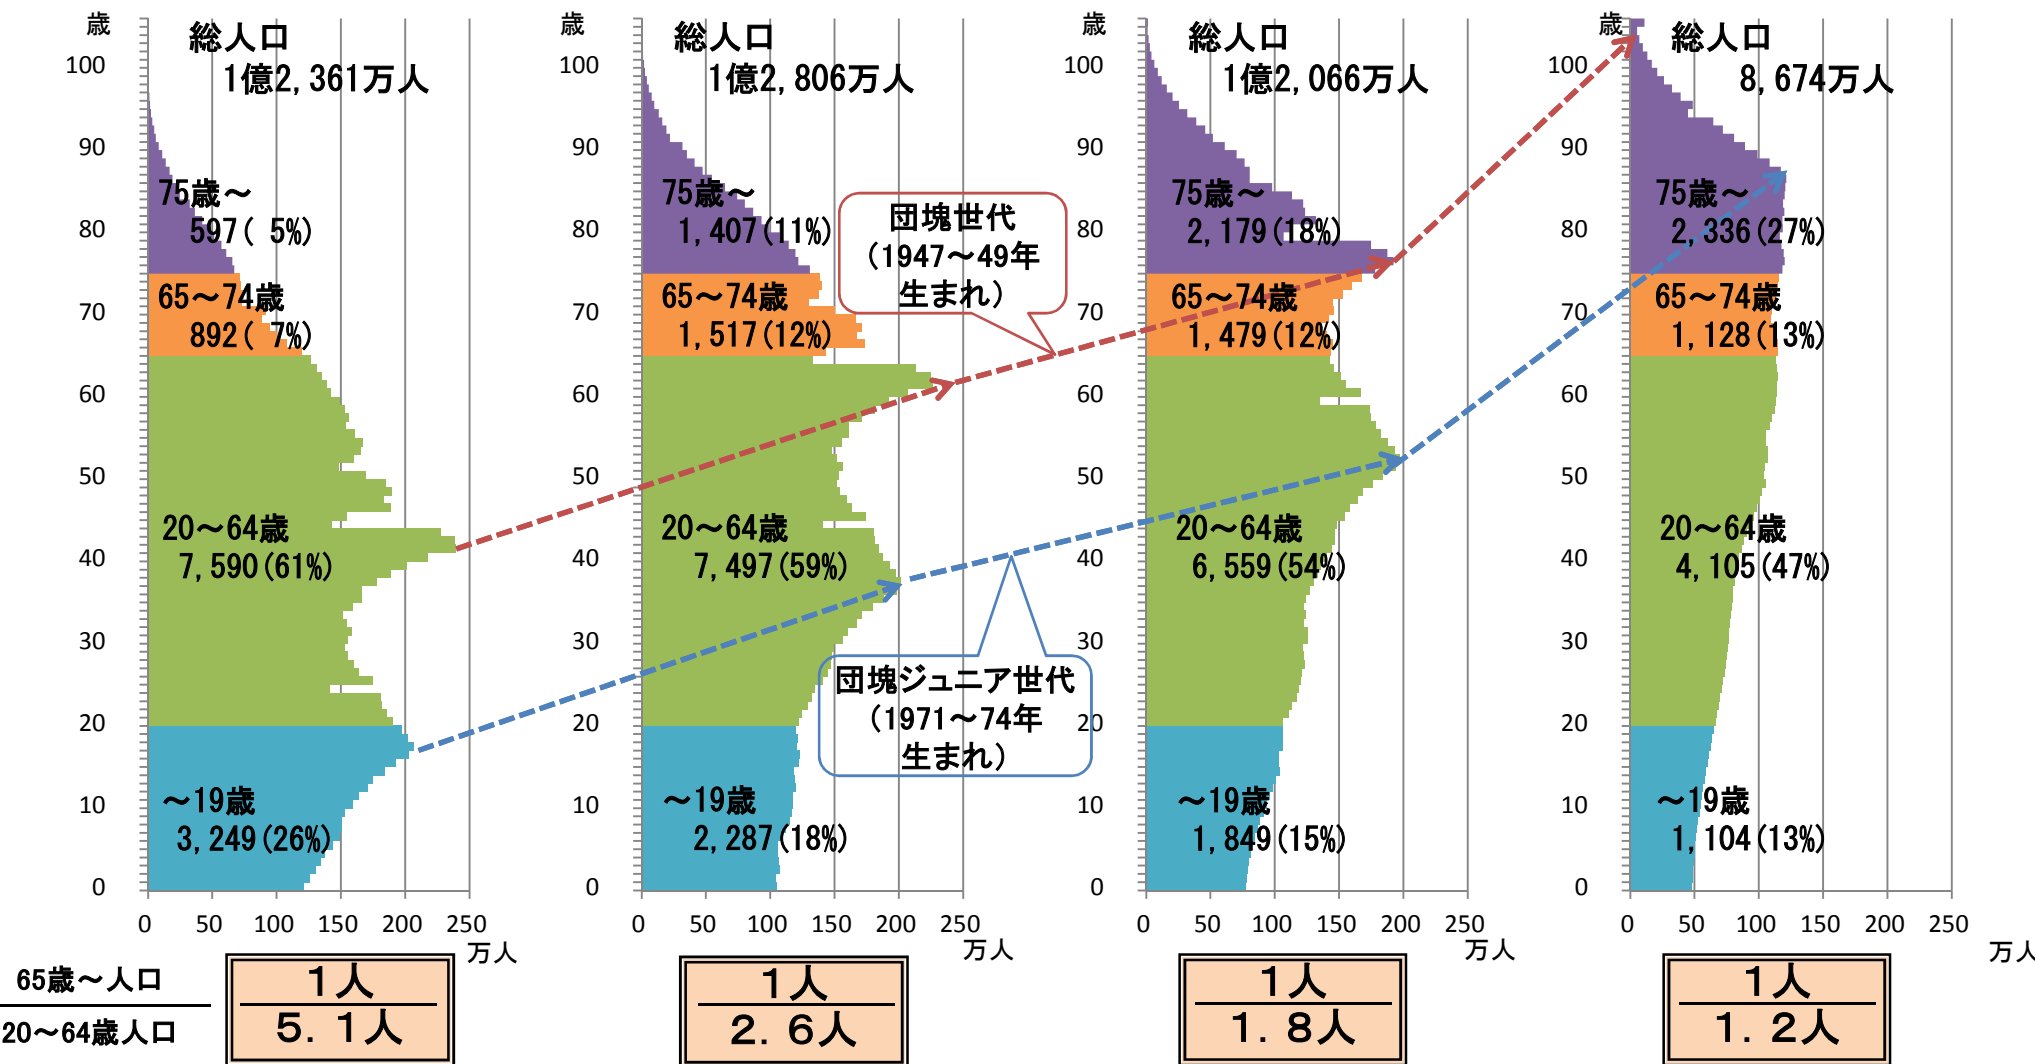 歳
総人口
1億2,361万人
100
90
80
70
60
50
40
30
20
10
0
75歳～
597( 5%)
65～74歳
892( 7%)
20～64歳
7,590(61%)
～19歳
3,249(26%)
0 50 100 150 200 250
万人
歳
総人口
1億2,806万人
100
90
80
70
60
50
40
30
20
10
0
75歳～
1,407(11%)
65～74歳
1,517(12%)
20～64歳
7,497(59%)
～19歳
2,287(18%)
0 50 100 150 200 250
万人
団塊世代
(1947～49年
生まれ)
団塊ジュニア世代
(1971～74年
生まれ)
歳
総人口
1億2,066万人
100
90
80
70
60
50
40
30
20
10
0
75歳～
2,179(18%)
65～74歳
1,479(12%)
20～64歳
6,559(54%)
～19歳
1,849(15%)
0 50 100 150 200 250
万人
歳
総人口
8,674万人
100
90
80
70
60
50
40
30
20
10
0
75歳～
2,336(27%)
65～74歳
1,128(13%)
20～64歳
4,105(47%)
～19歳
1,104(13%)
0 50 100 150 200 250
万人
65歳～人口
20～64歳人口
1人
5.1人
1人
2.6人
1人
1.8人
1人
1.2人